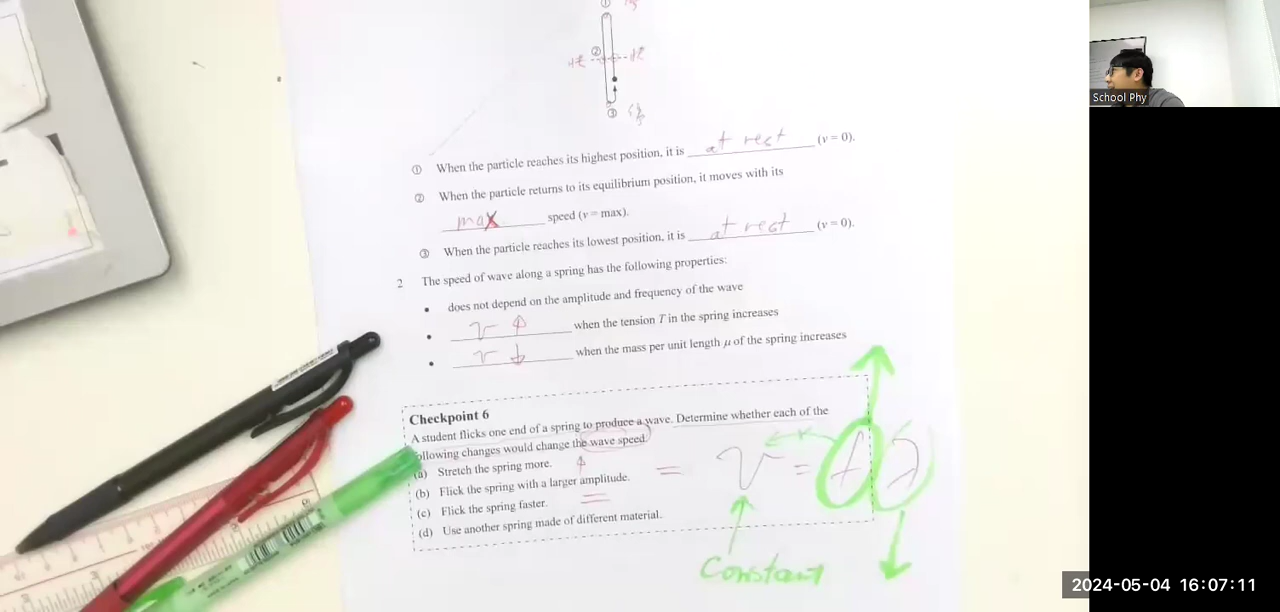 ①
②
③
① When the particle reaches its highest position, it is at rest (v = 0).
② When the particle returns to its equilibrium position, it moves with its
max speed (v = max).
③ When the particle reaches its lowest position, it is at rest (v = 0).
2 The speed of wave along a spring has the following properties:
• does not depend on the amplitude and frequency of the wave
• v ↑ when the tension T in the spring increases
• v ↓ when the mass per unit length μ of the spring increases
Checkpoint 6
A student flicks one end of a spring to produce a wave. Determine whether each of the
following changes would change the wave speed.
(a) Stretch the spring more. ↑
(b) Flick the spring with a larger amplitude. =
(c) Flick the spring faster. =
(d) Use another spring made of different material.
v = f λ
Constant
School Phy
2024-05-04 16:07:11